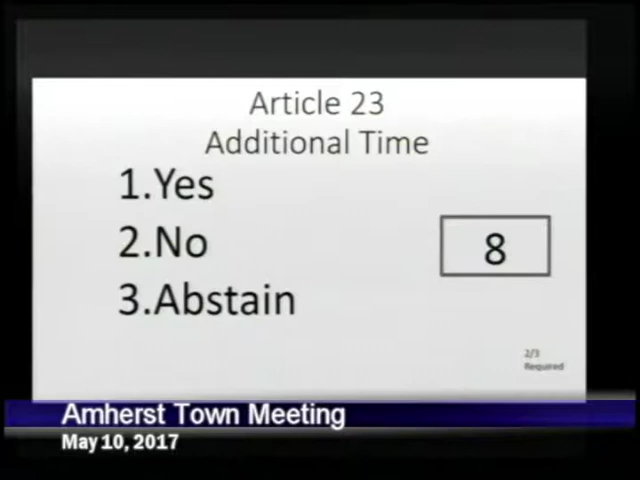 Article 23
Additional Time
1.Yes
2.No
3.Abstain
8
2/3
Required
Amherst Town Meeting
May 10, 2017